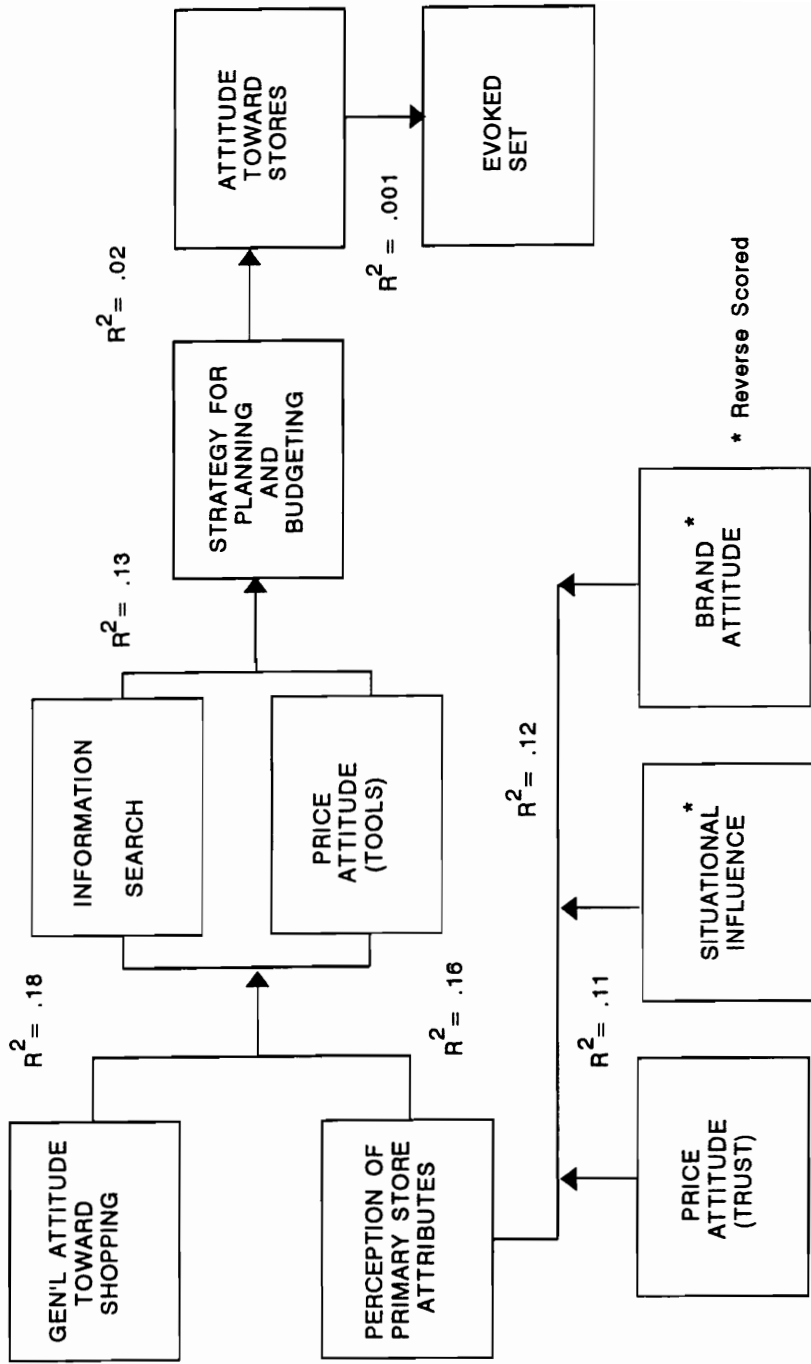 GEN'L ATTITUDE
TOWARD
SHOPPING
R² = .18
INFORMATION
SEARCH
R² = .13
STRATEGY FOR
PLANNING
AND
BUDGETING
R² = .02
ATTITUDE
TOWARD
STORES
PERCEPTION OF
PRIMARY STORE
ATTRIBUTES
R² = .16
PRICE
ATTITUDE
(TOOLS)
R² = .001
EVOKED
SET
R² = .12
R² = .11
PRICE
ATTITUDE
(TRUST)
SITUATIONAL *
INFLUENCE
BRAND *
ATTITUDE
* Reverse Scored